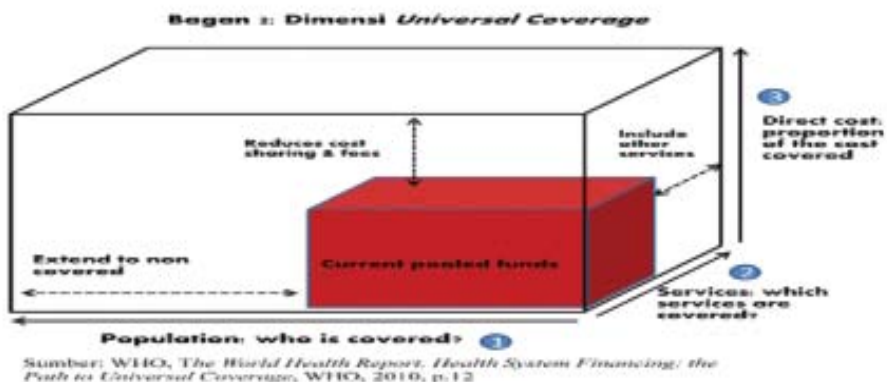 Bagan 2: Dimensi Universal Coverage
3
Direct cost:
proportion
of the cost
covered
Reduces cost
sharing & fees
Include
other
services
Extend to non
covered
Current pooled funds
2
Services: which
services are
covered?
Population: who is covered? 1
Sumber: WHO, The World Health Report. Health System Financing: the
Path to Universal Coverage, WHO, 2010, p.12